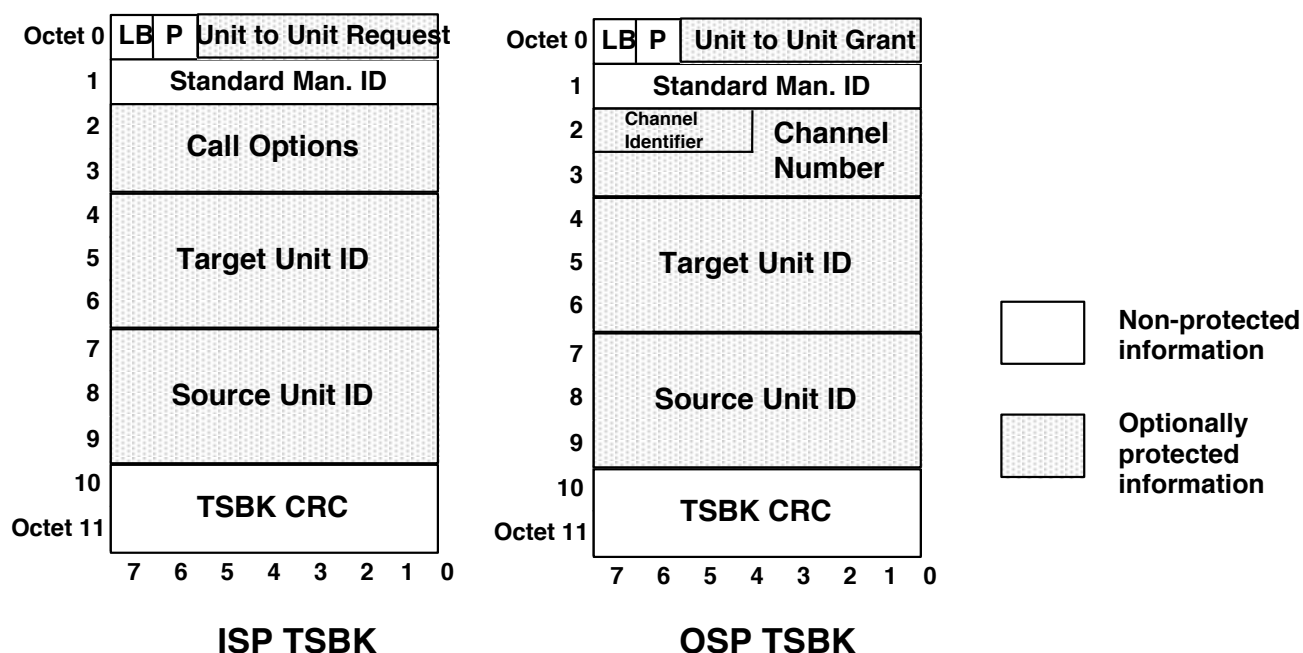 Octet 0 LB P Unit to Unit Request
1 Standard Man. ID
2
Call Options
3
4
5 Target Unit ID
6
7
8 Source Unit ID
9
10
TSBK CRC
Octet 11
7 6 5 4 3 2 1 0
ISP TSBK
Octet 0 LB P Unit to Unit Grant
1 Standard Man. ID
2 Channel
Identifier
Channel
Number
3
4
5 Target Unit ID
6
7
8 Source Unit ID
9
10
TSBK CRC
Octet 11
7 6 5 4 3 2 1 0
OSP TSBK
Non-protected
information
Optionally
protected
information